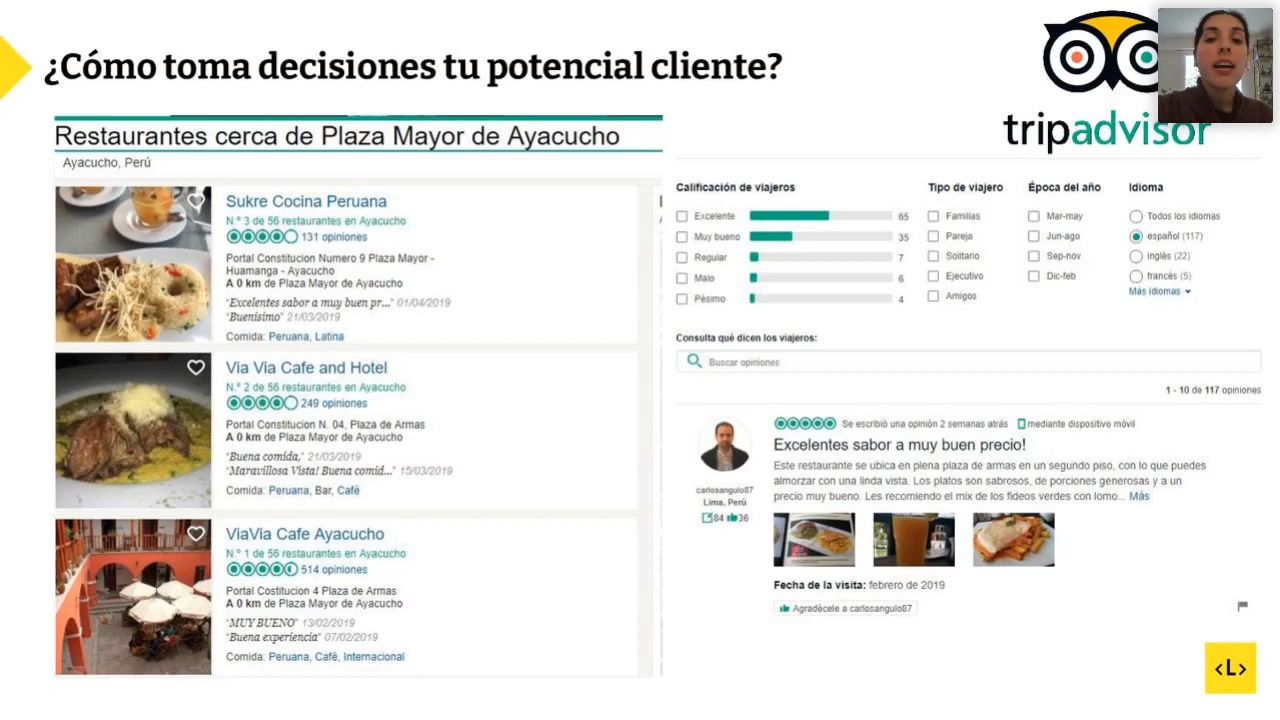 ¿Cómo toma decisiones tu potencial cliente?
tripadvisor
Restaurantes cerca de Plaza Mayor de Ayacucho
Ayacucho, Perú
Sukre Cocina Peruana
N.º 3 de 56 restaurantes en Ayacucho
131 opiniones
Portal Constitucion Numero 9 Plaza Mayor -
Huamanga - Ayacucho
A 0 km de Plaza Mayor de Ayacucho
"Excelentes sabor a muy buen pr..." 01/04/2019
"Buenisimo" 21/03/2019
Comida: Peruana, Latina
Via Via Cafe and Hotel
N.º 2 de 56 restaurantes en Ayacucho
249 opiniones
Portal Constitucion N. 04, Plaza de Armas
A 0 km de Plaza Mayor de Ayacucho
"Buena comida," 21/03/2019
"Maravillosa Vista! Buena comid..." 15/03/2019
Comida: Peruana, Bar, Café
ViaVia Cafe Ayacucho
N.º 1 de 56 restaurantes en Ayacucho
514 opiniones
Portal Costitucion 4 Plaza de Armas
A 0 km de Plaza Mayor de Ayacucho
"MUY BUENO" 13/02/2019
"Buena experiencia" 07/02/2019
Comida: Peruana, Café, Internacional
Calificación de viajeros
Excelente 65
Muy bueno 35
Regular 7
Malo 6
Pésimo 4
Tipo de viajero
Familias
Pareja
Solitario
Ejecutivo
Amigos
Época del año
Mar-may
Jun-ago
Sep-nov
Dic-feb
Idioma
Todos los idiomas
español (117)
inglés (22)
francés (5)
Más idiomas
Consulta qué dicen los viajeros:
Buscar opiniones
1 - 10 de 117 opiniones
Se escribió una opinión 2 semanas atrás mediante dispositivo móvil
Excelentes sabor a muy buen precio!
Este restaurante se ubica en plena plaza de armas en un segundo piso, con lo que puedes
almorzar con una linda vista. Los platos son sabrosos, de porciones generosas y a un
precio muy bueno. Les recomiendo el mix de los fideos verdes con lomo... Más
carlosangulo87
Lima, Perú
84 36
Fecha de la visita: febrero de 2019
Agradécele a carlosangulo87
<L>